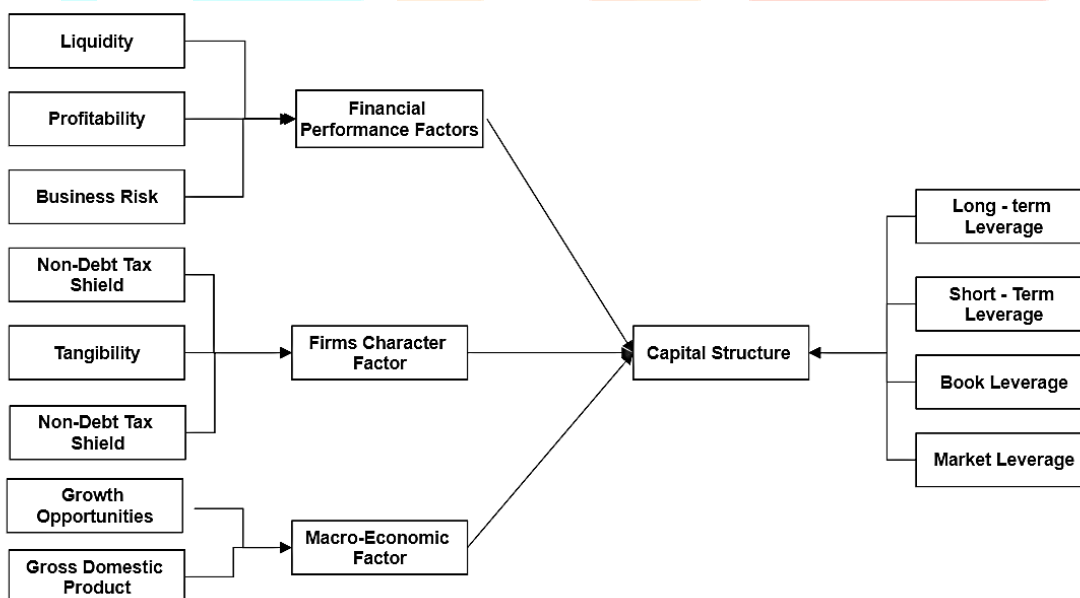 Liquidity
Profitability
Business Risk
Non-Debt Tax
Shield
Tangibility
Non-Debt Tax
Shield
Growth
Opportunities
Gross Domestic
Product
Financial
Performance Factors
Firms Character
Factor
Macro-Economic
Factor
Capital Structure
Long - term
Leverage
Short - Term
Leverage
Book Leverage
Market Leverage